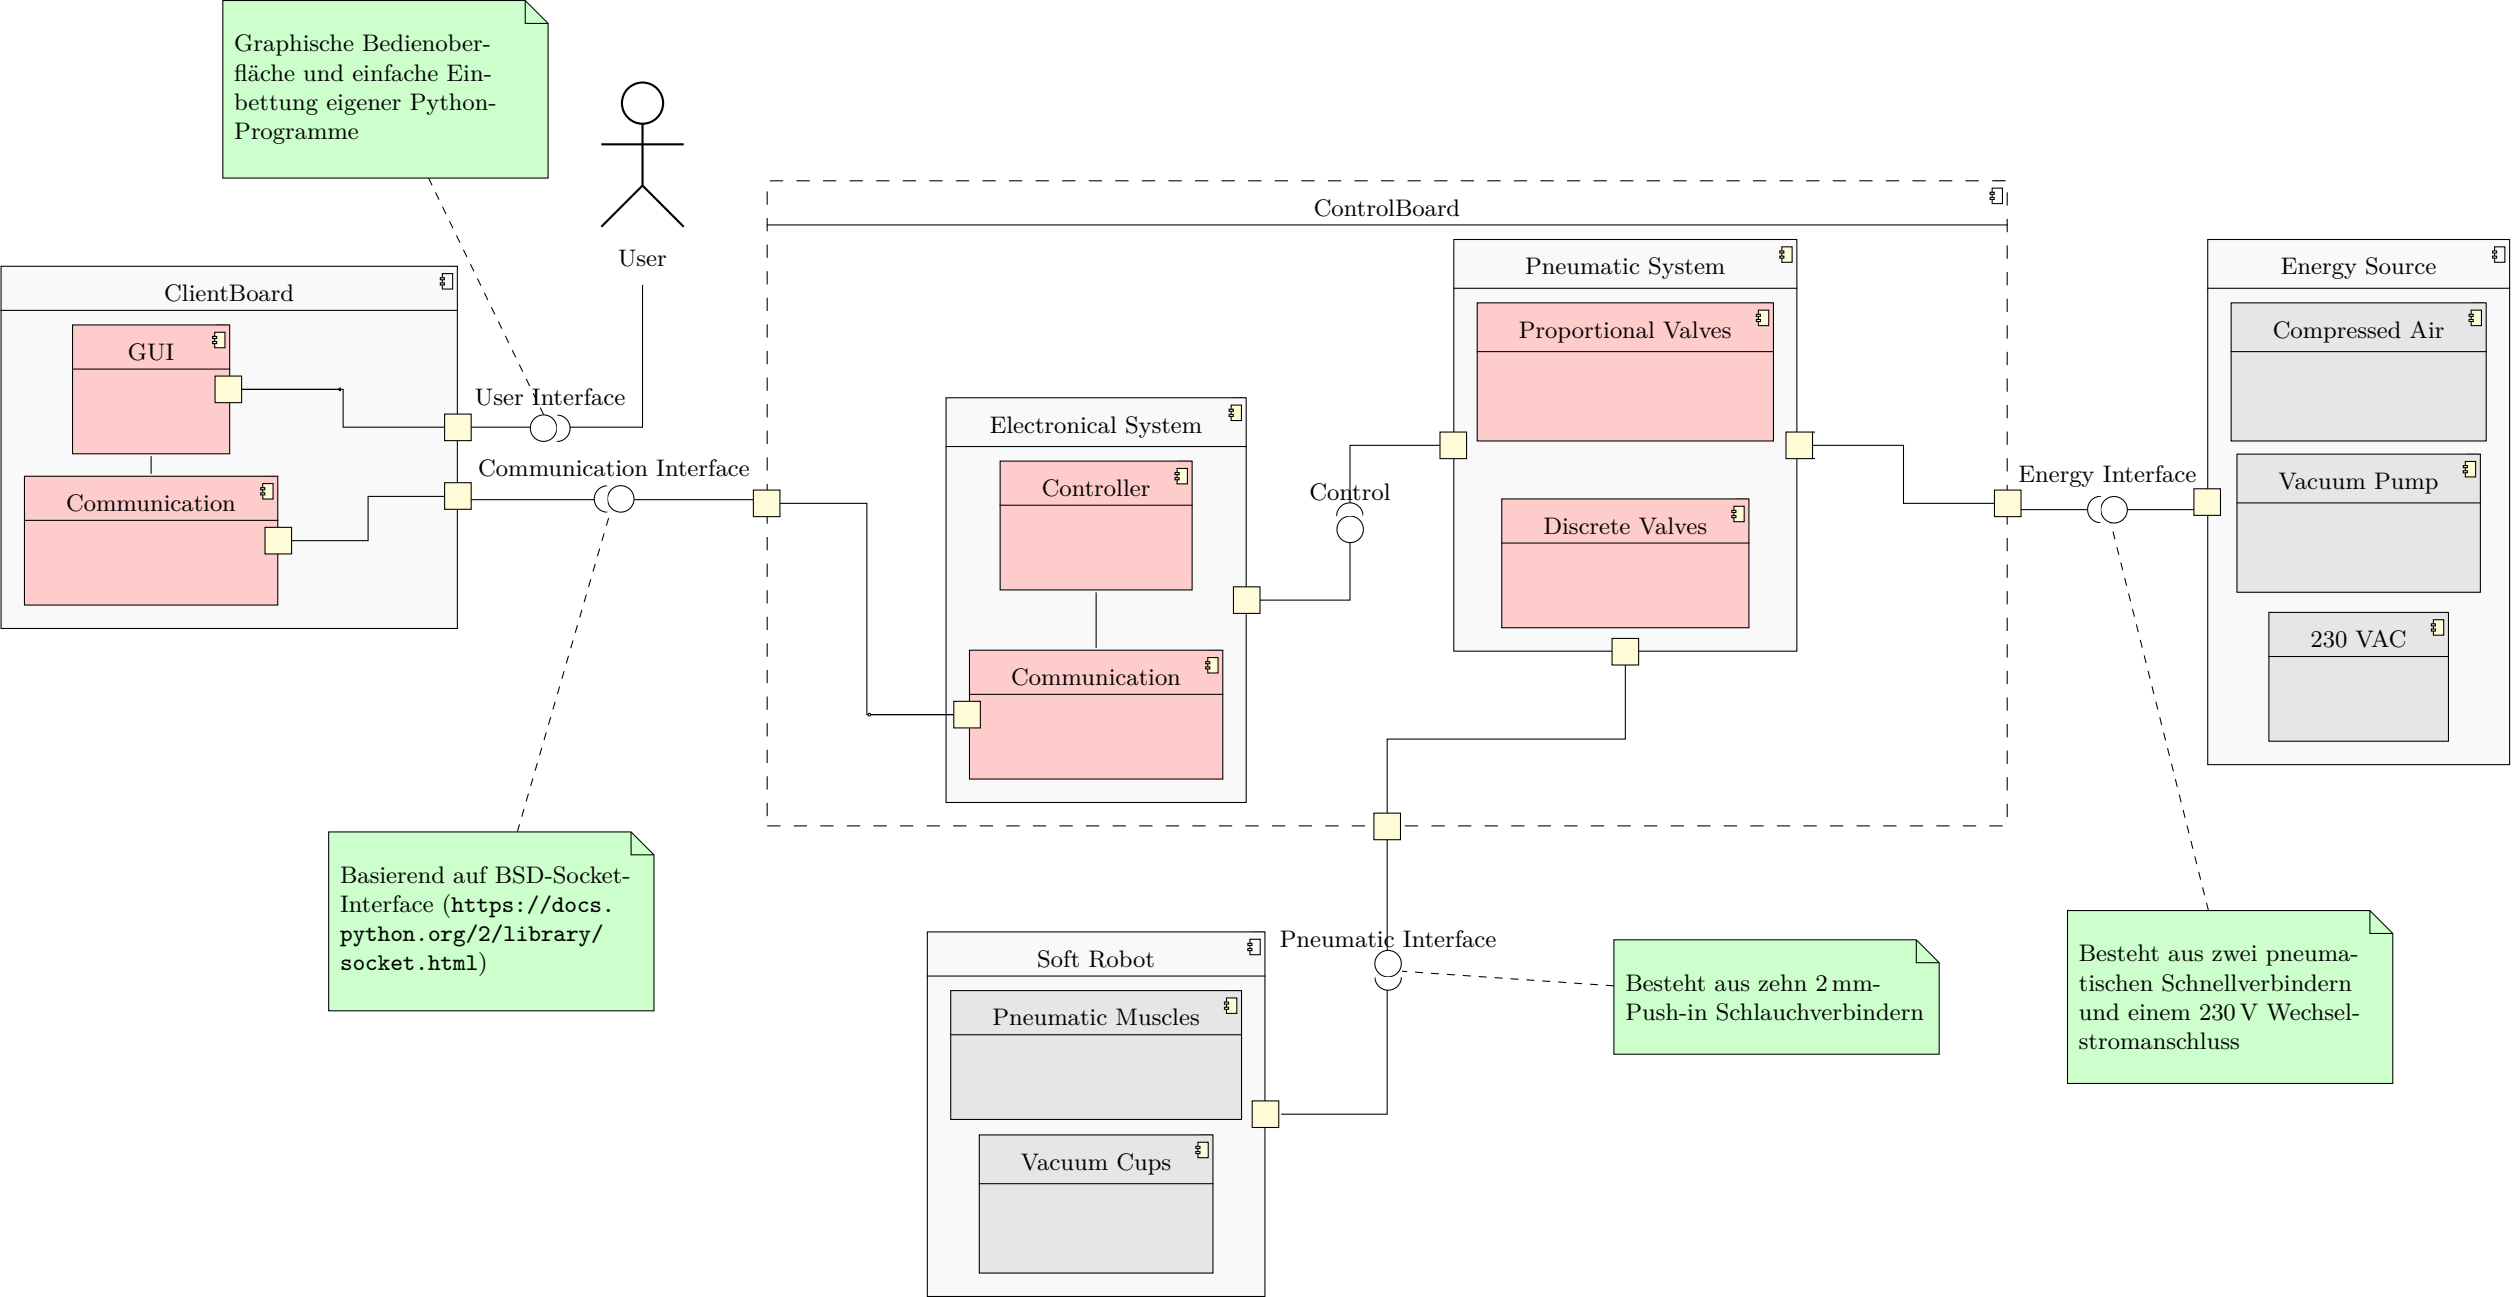 Graphische Bedienober-
fläche und einfache Ein-
bettung eigener Python-
Programme
User
ControlBoard
ClientBoard
GUI
Communication
User Interface
Communication Interface
Electronical System
Controller
Communication
Control
Pneumatic System
Proportional Valves
Discrete Valves
Energy Interface
Energy Source
Compressed Air
Vacuum Pump
230 VAC
Basierend auf BSD-Socket-
Interface (https://docs.
python.org/2/library/
socket.html)
Soft Robot
Pneumatic Muscles
Vacuum Cups
Pneumatic Interface
Besteht aus zehn 2 mm-
Push-in Schlauchverbindern
Besteht aus zwei pneuma-
tischen Schnellverbindern
und einem 230 V Wechsel-
stromanschluss